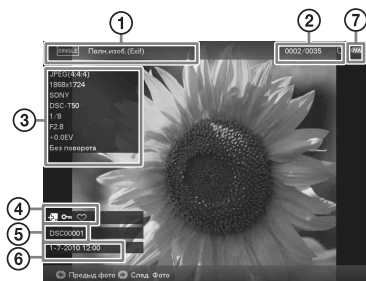 1
2
7
SINGLE Полн.изоб.(Exif)
0002/0035
3
JPEG(4:4:4)
1868x1724
SONY
DSC-T50
1/8
F2.8
+0.0EV
Без поворота
4
5
DSC00001
6
1-7-2010 12:00
Предыд.фото След. Фото